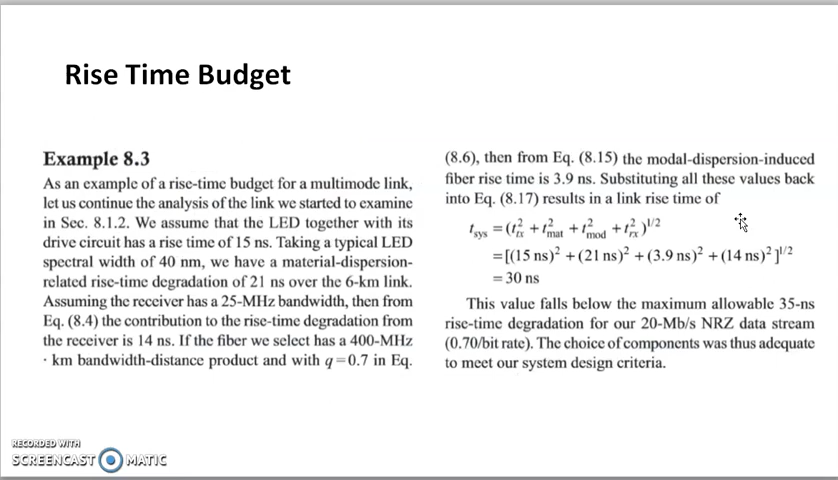 Rise Time Budget
Example 8.3
As an example of a rise-time budget for a multimode link,
let us continue the analysis of the link we started to examine
in Sec. 8.1.2. We assume that the LED together with its
drive circuit has a rise time of 15 ns. Taking a typical LED
spectral width of 40 nm, we have a material-dispersion-
related rise-time degradation of 21 ns over the 6-km link.
Assuming the receiver has a 25-MHz bandwidth, then from
Eq. (8.4) the contribution to the rise-time degradation from
the receiver is 14 ns. If the fiber we select has a 400-MHz
· km bandwidth-distance product and with q = 0.7 in Eq.
(8.6), then from Eq. (8.15) the modal-dispersion-induced
fiber rise time is 3.9 ns. Substituting all these values back
into Eq. (8.17) results in a link rise time of
t_sys = (t_tx^2 + t_mat^2 + t_mod^2 + t_rx^2)^1/2
= [(15 ns)² + (21 ns)² + (3.9 ns)² + (14 ns)²]^1/2
= 30 ns
This value falls below the maximum allowable 35-ns
rise-time degradation for our 20-Mb/s NRZ data stream
(0.70/bit rate). The choice of components was thus adequate
to meet our system design criteria.
RECORDED WITH
SCREENCAST MATIC